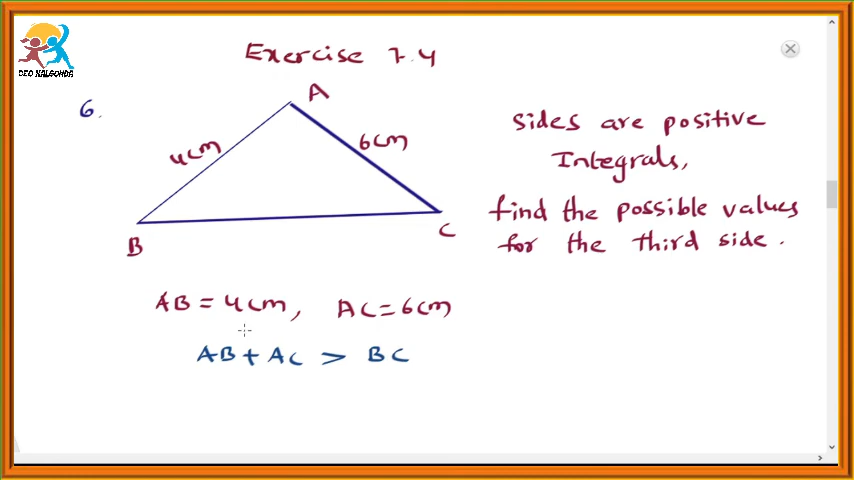 DEO NALGONDA
Exercise 7.4
6.
A
4cm
6cm
B
C
sides are positive
Integrals,
find the possible values
for the third side.
AB = 4cm, AC = 6cm
AB + AC > BC